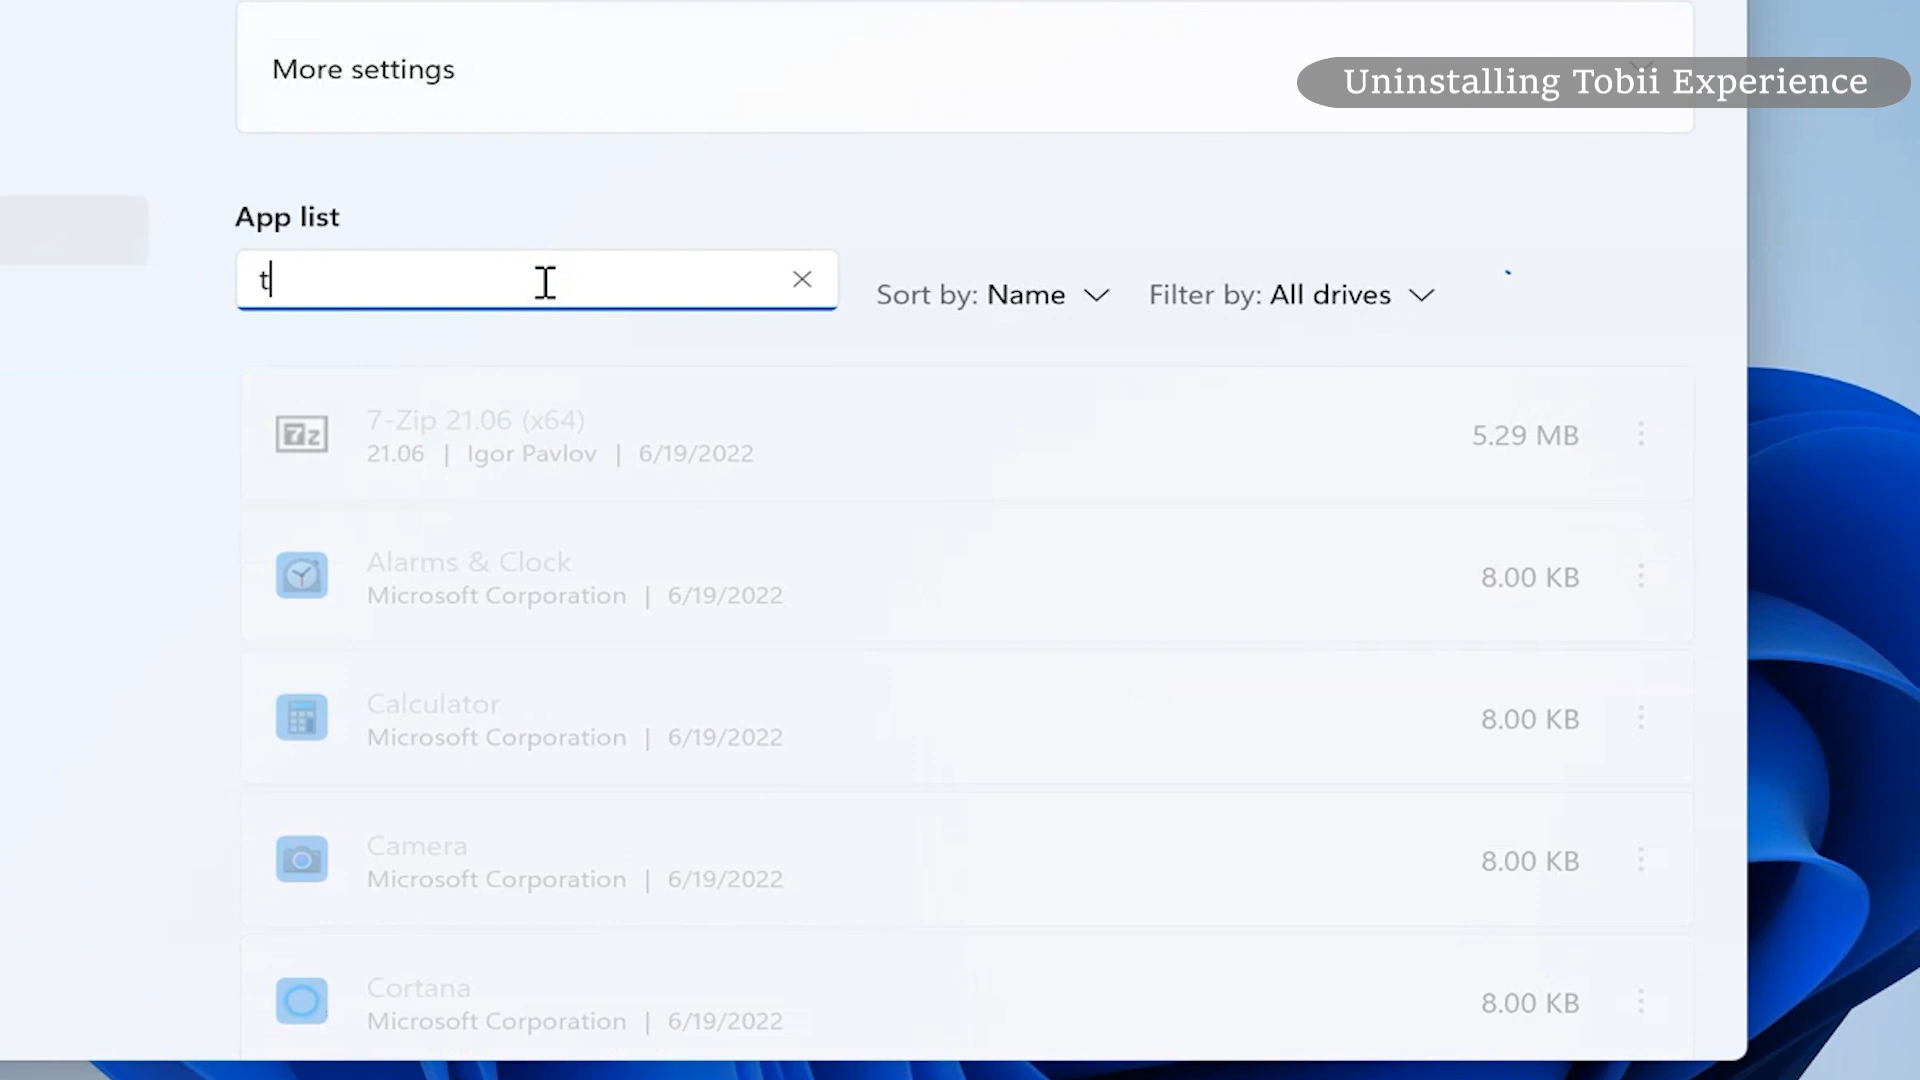 More settings
Uninstalling Tobii Experience
App list
t
Sort by: Name
Filter by: All drives
7-Zip 21.06 (x64)
21.06 | Igor Pavlov | 6/19/2022
5.29 MB
Alarms & Clock
Microsoft Corporation | 6/19/2022
8.00 KB
Calculator
Microsoft Corporation | 6/19/2022
8.00 KB
Camera
Microsoft Corporation | 6/19/2022
8.00 KB
Cortana
Microsoft Corporation | 6/19/2022
8.00 KB